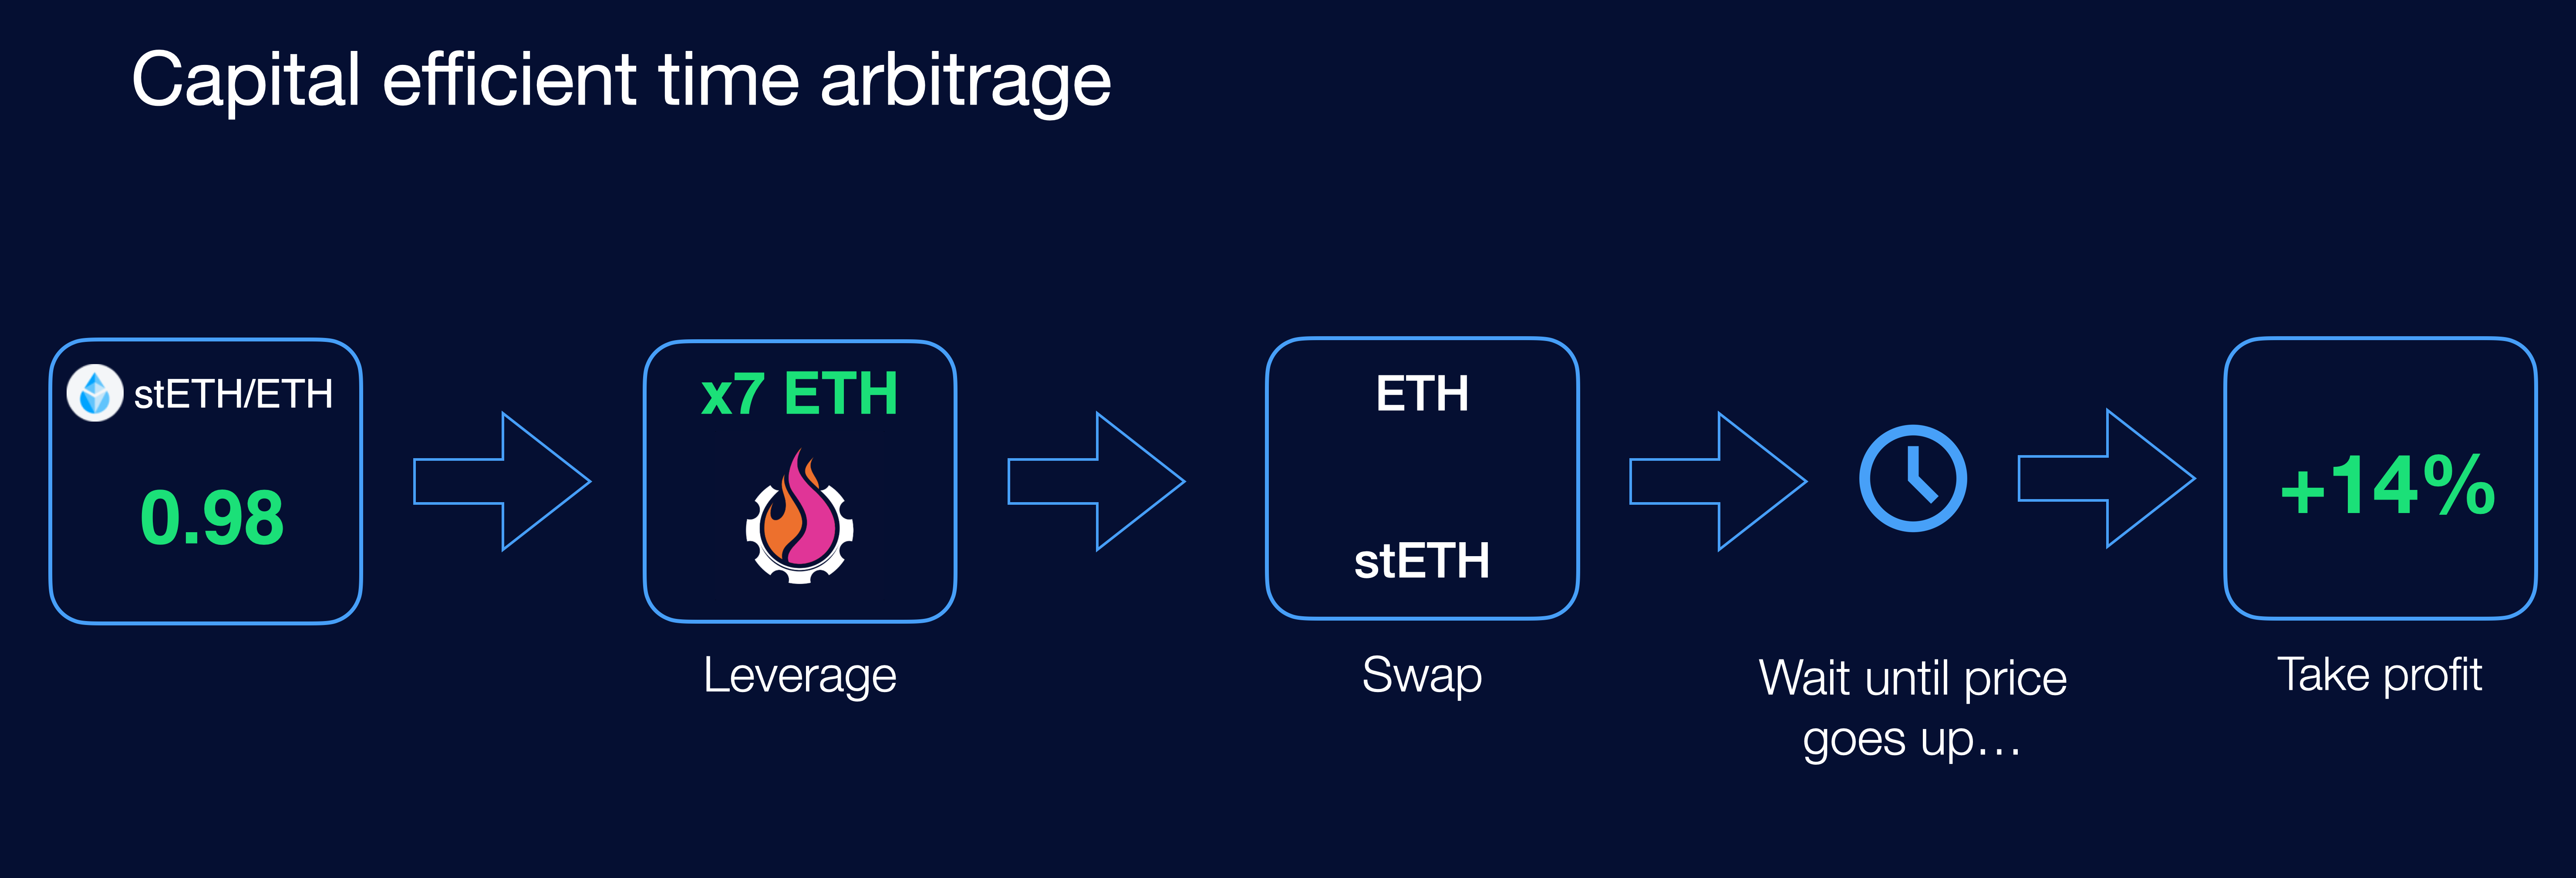 Capital efficient time arbitrage
stETH/ETH
0.98
x7 ETH
Leverage
ETH
stETH
Swap
Wait until price
goes up…
+14%
Take profit